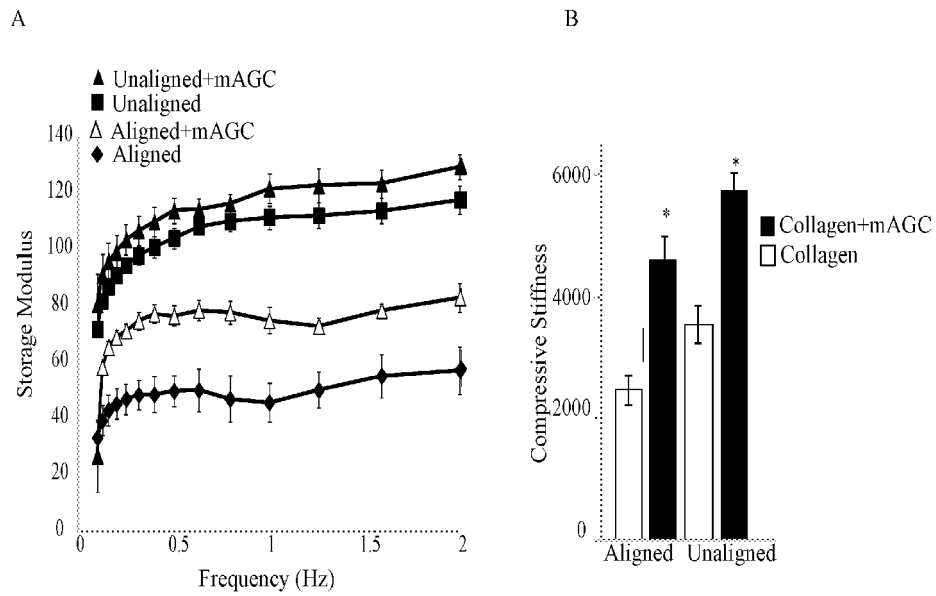 A
Unaligned+mAGC
Unaligned
Aligned+mAGC
Aligned
140
120
100
80
60
40
20
0
Storage Modulus
0 0.5 1 1.5 2
Frequency (Hz)
B
* *
Collagen+mAGC
Collagen
6000
4000
2000
0
Compressive Stiffness
Aligned Unaligned